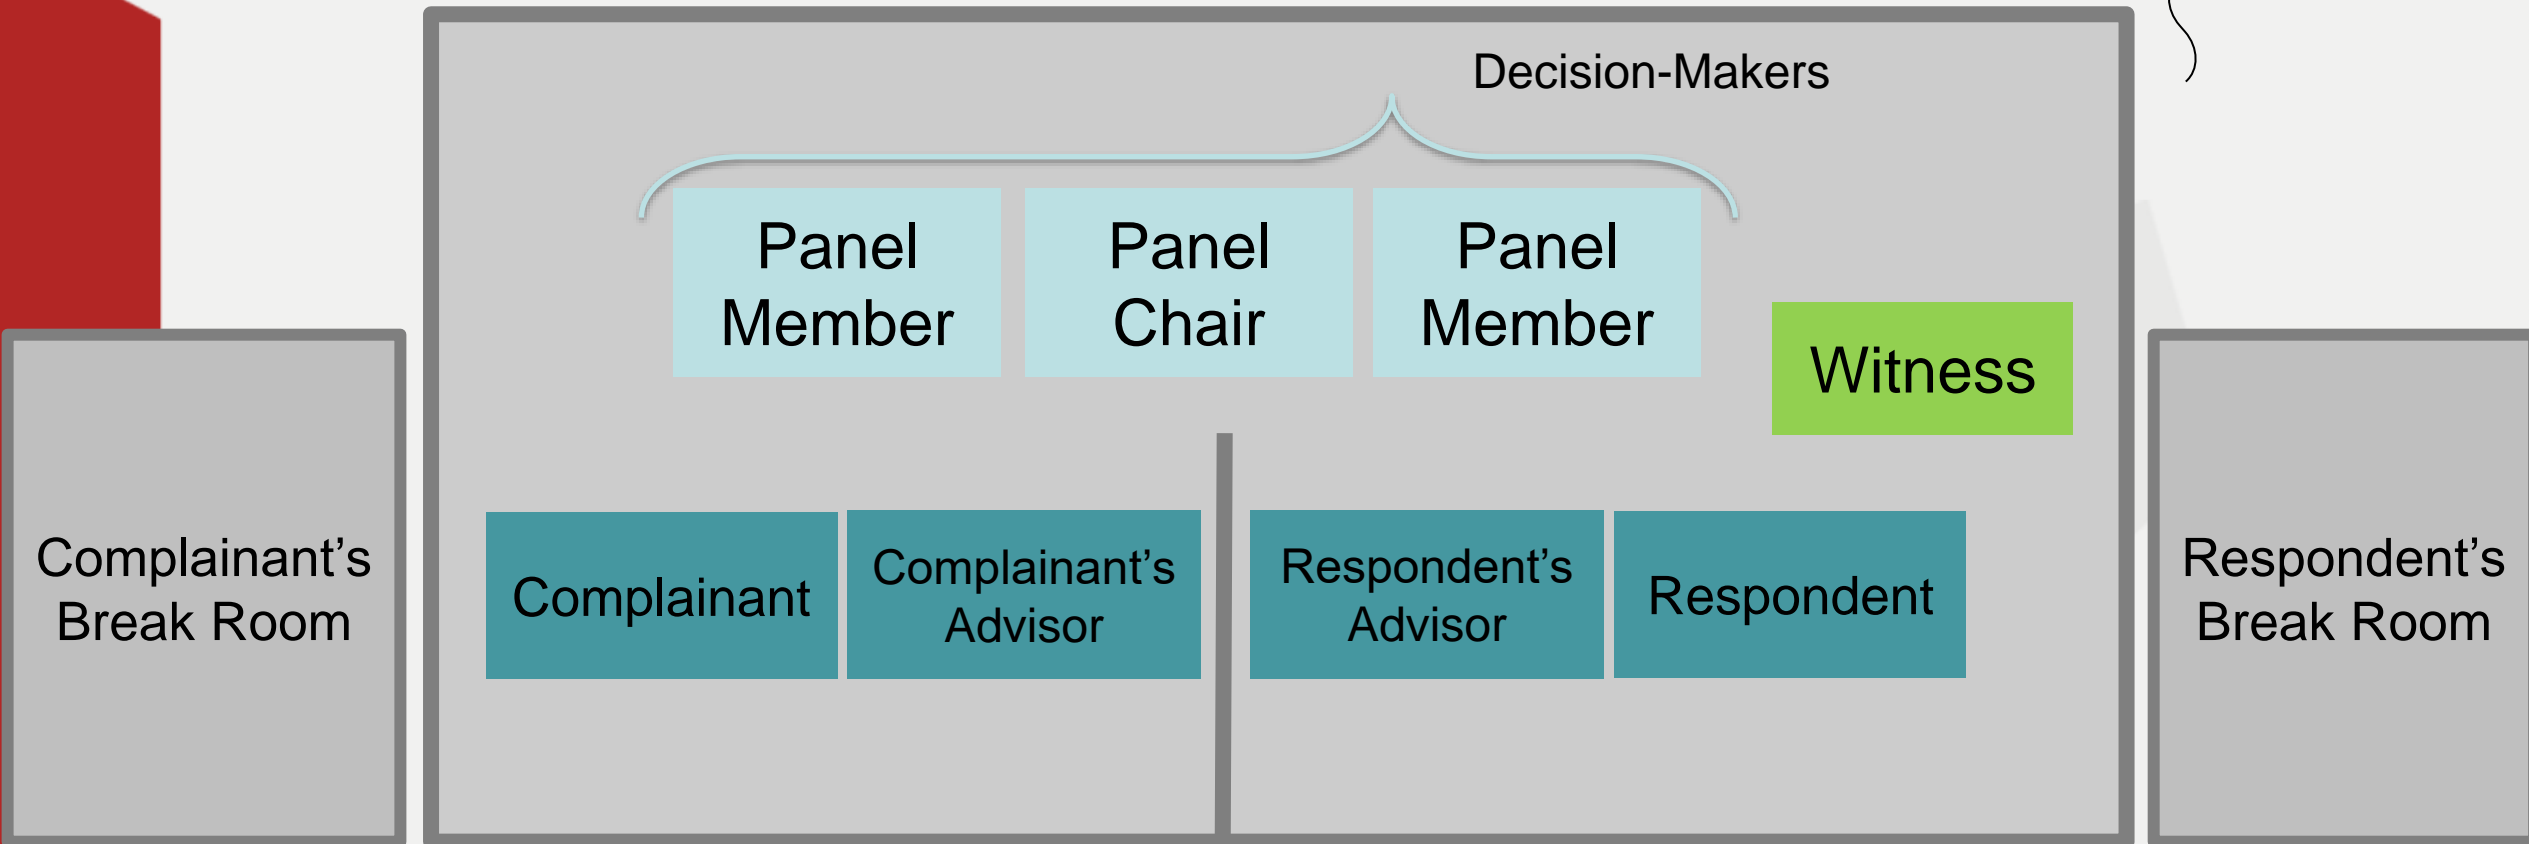 Decision-Makers
Panel
Member
Panel
Chair
Panel
Member
Witness
Complainant’s
Break Room
Complainant
Complainant’s
Advisor
Respondent’s
Advisor
Respondent
Respondent’s
Break Room